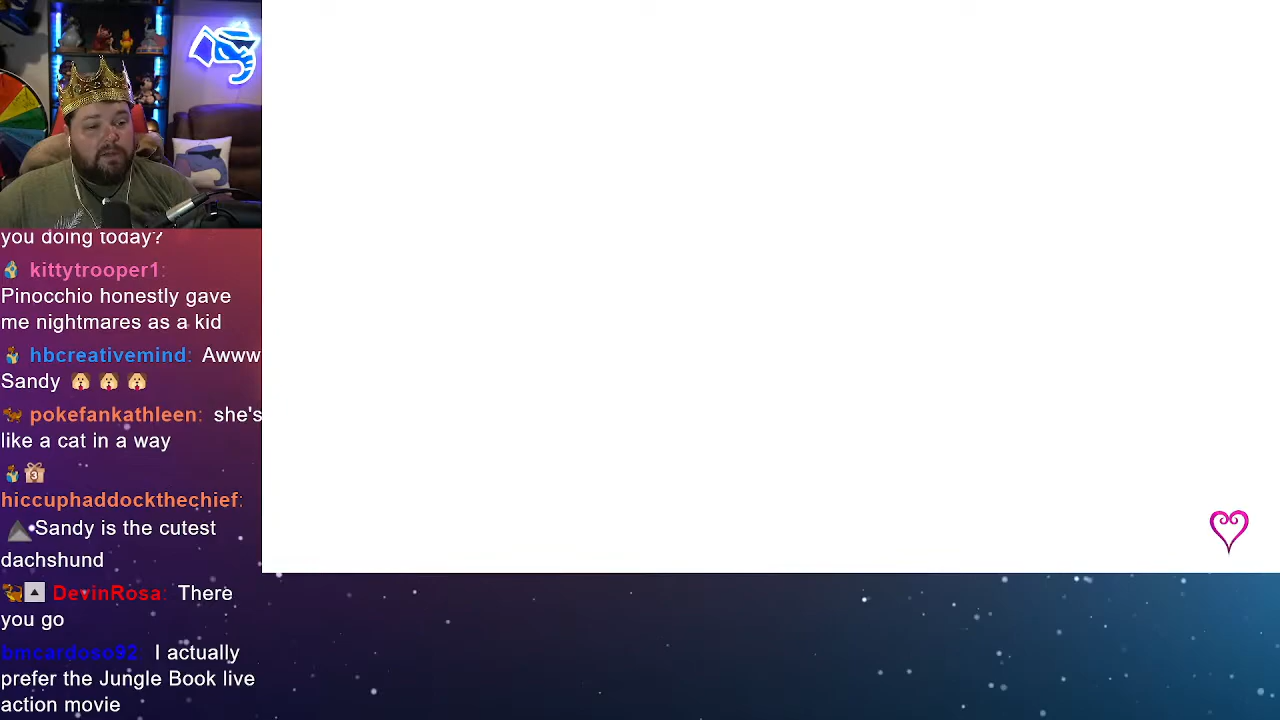 you doing today?
kittytrooper1:
Pinocchio honestly gave
me nightmares as a kid
hbcreativemind: Awww
Sandy
pokefankathleen: she's
like a cat in a way
3
hiccuphaddockthechief:
Sandy is the cutest
dachshund
DevinRosa: There
you go
bmcardoso92: I actually
prefer the Jungle Book live
action movie